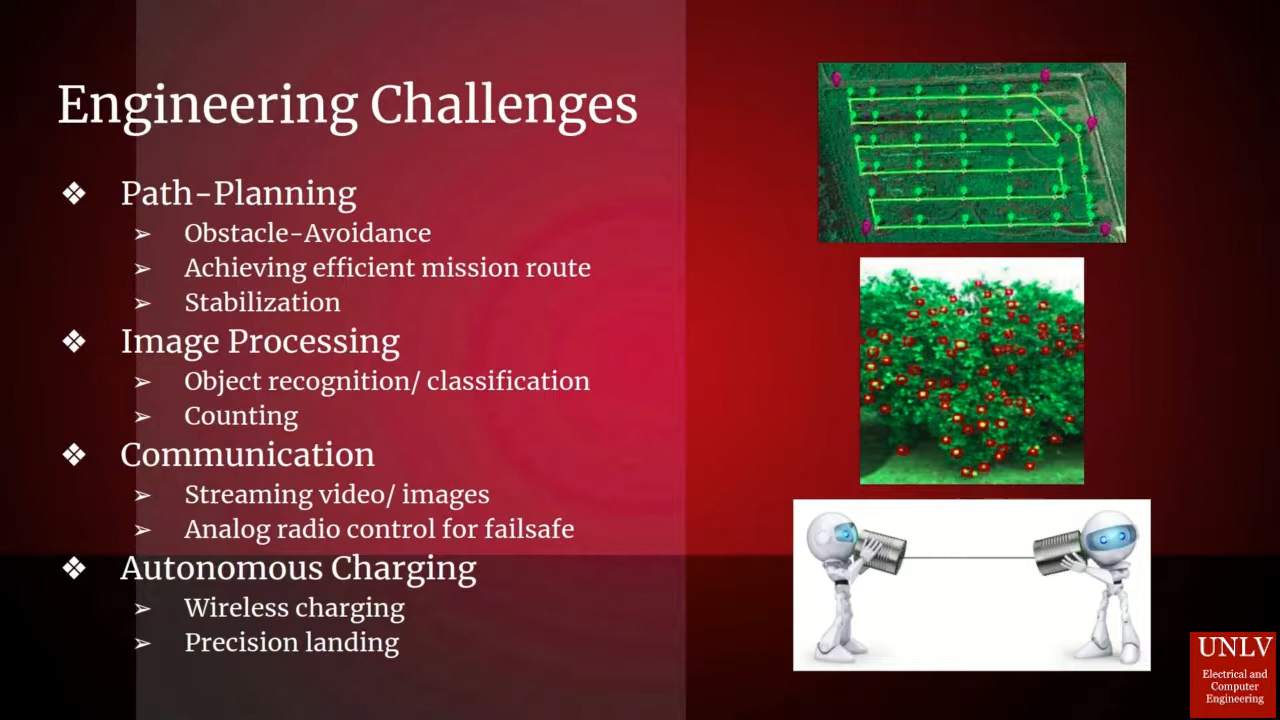 Engineering Challenges
❖ Path-Planning
➢ Obstacle-Avoidance
➢ Achieving efficient mission route
➢ Stabilization
❖ Image Processing
➢ Object recognition/ classification
➢ Counting
❖ Communication
➢ Streaming video/ images
➢ Analog radio control for failsafe
❖ Autonomous Charging
➢ Wireless charging
➢ Precision landing
UNLV
Electrical and
Computer
Engineering